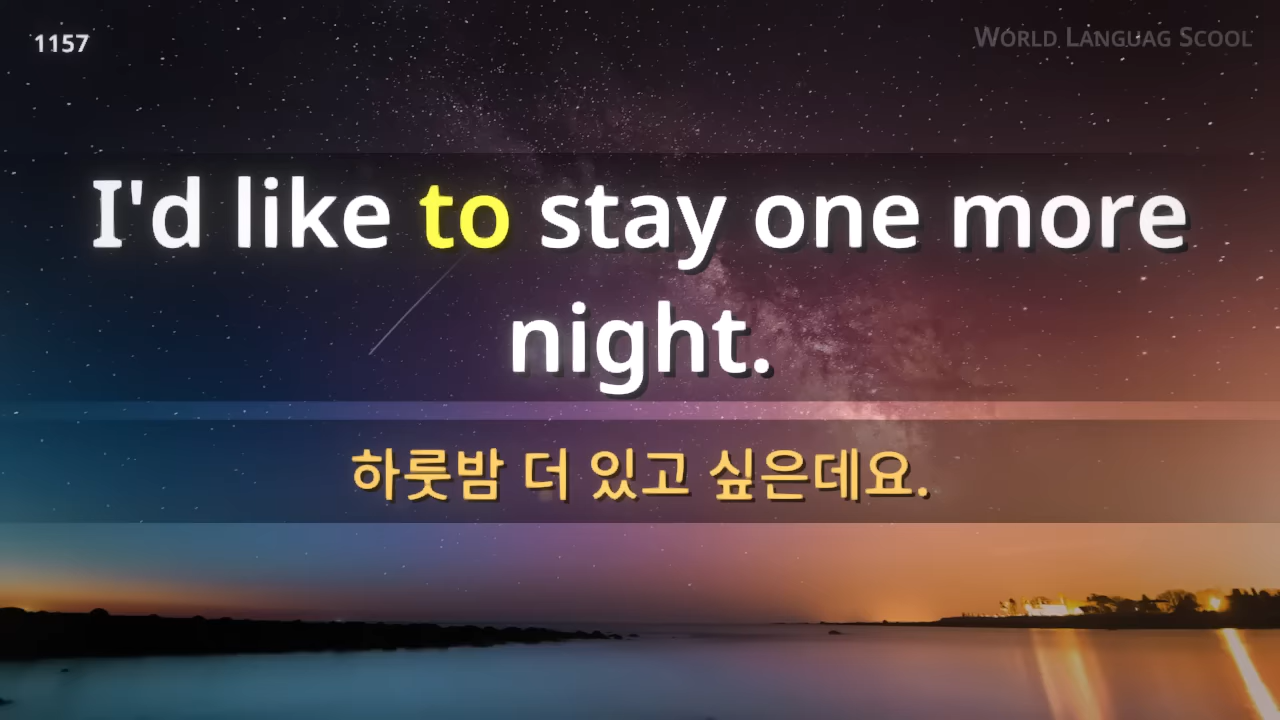 1157
WORLD LANGUAG SCOOL
I'd like to stay one more
night.
하룻밤 더 있고 싶은데요.